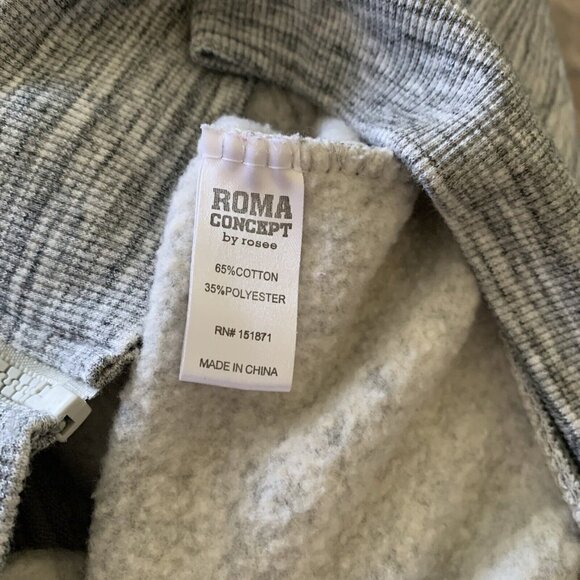 ROMA
CONCEPT
by rosee
65%COTTON
35%POLYESTER
RN# 151871
MADE IN CHINA